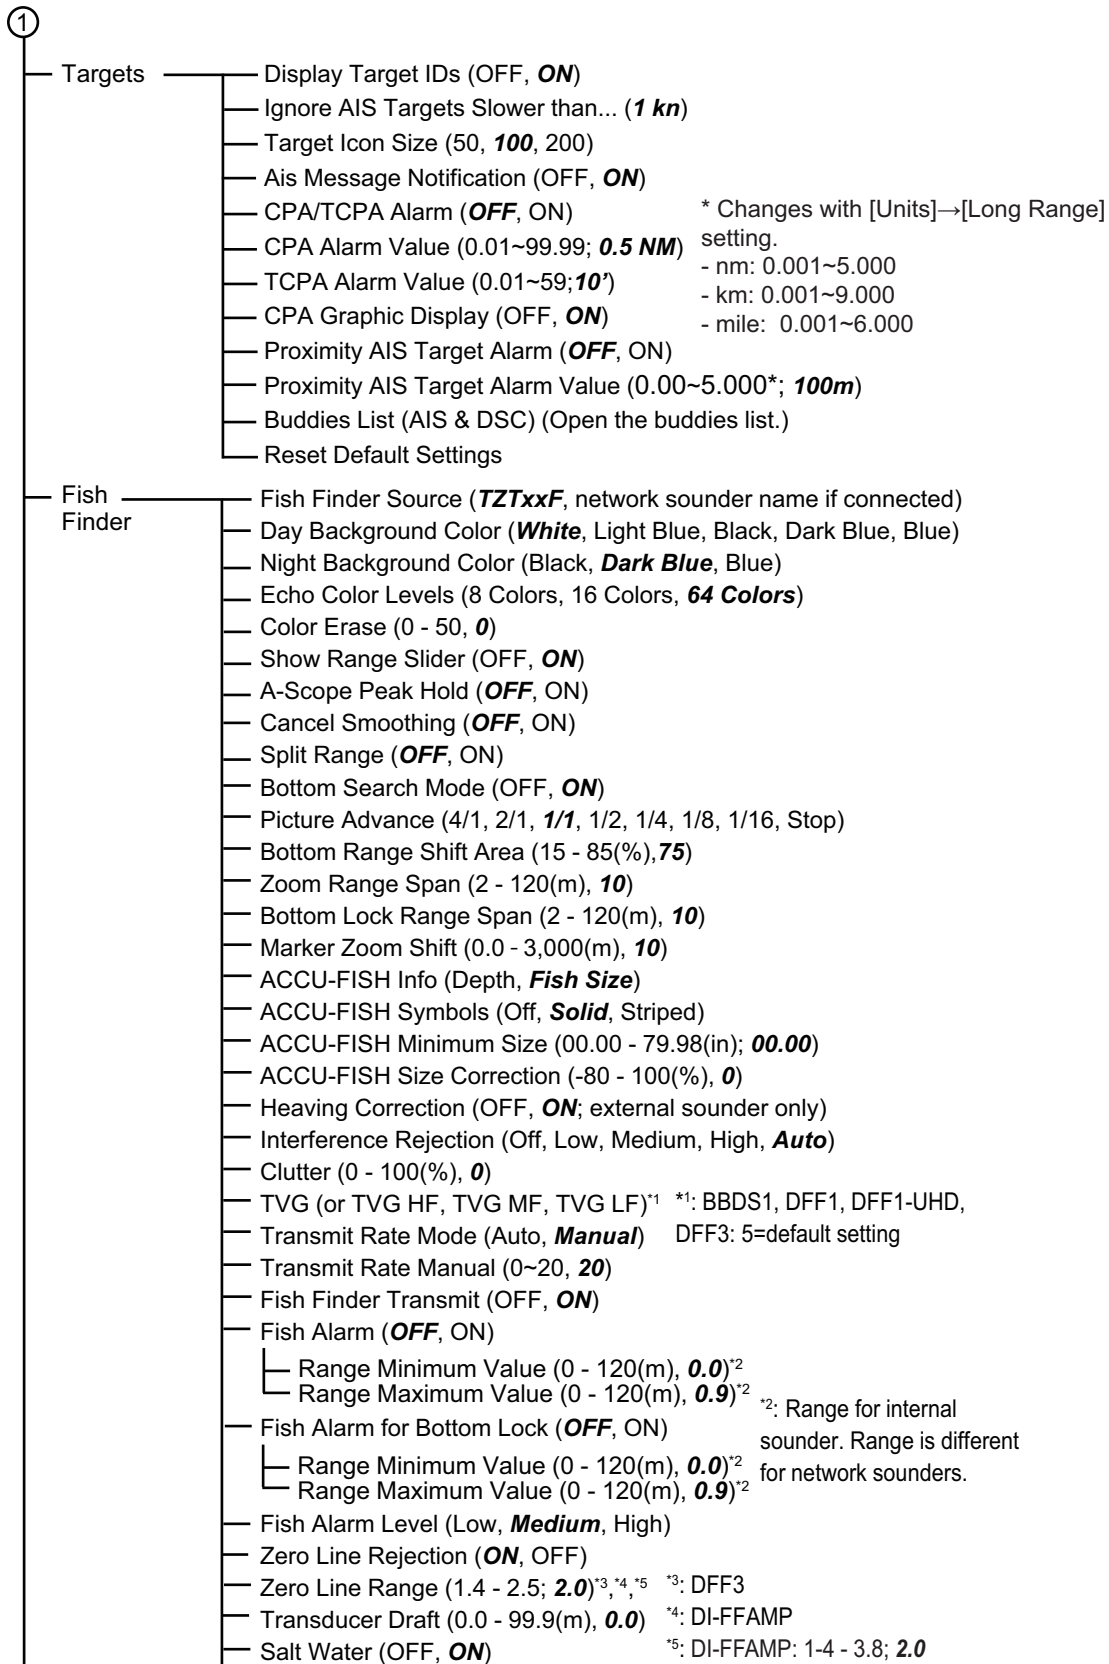 1
Targets
Display Target IDs (OFF, ON)
Ignore AIS Targets Slower than... (1 kn)
Target Icon Size (50, 100, 200)
Ais Message Notification (OFF, ON)
CPA/TCPA Alarm (OFF, ON)
CPA Alarm Value (0.01~99.99; 0.5 NM)
TCPA Alarm Value (0.01~59;10’)
CPA Graphic Display (OFF, ON)
Proximity AIS Target Alarm (OFF, ON)
Proximity AIS Target Alarm Value (0.00~5.000*; 100m)
Buddies List (AIS & DSC) (Open the buddies list.)
Reset Default Settings
* Changes with [Units]→[Long Range]
setting.
- nm: 0.001~5.000
- km: 0.001~9.000
- mile: 0.001~6.000
Fish
Finder
Fish Finder Source (TZTxxF, network sounder name if connected)
Day Background Color (White, Light Blue, Black, Dark Blue, Blue)
Night Background Color (Black, Dark Blue, Blue)
Echo Color Levels (8 Colors, 16 Colors, 64 Colors)
Color Erase (0 - 50, 0)
Show Range Slider (OFF, ON)
A-Scope Peak Hold (OFF, ON)
Cancel Smoothing (OFF, ON)
Split Range (OFF, ON)
Bottom Search Mode (OFF, ON)
Picture Advance (4/1, 2/1, 1/1, 1/2, 1/4, 1/8, 1/16, Stop)
Bottom Range Shift Area (15 - 85(%),75)
Zoom Range Span (2 - 120(m), 10)
Bottom Lock Range Span (2 - 120(m), 10)
Marker Zoom Shift (0.0 - 3,000(m), 10)
ACCU-FISH Info (Depth, Fish Size)
ACCU-FISH Symbols (Off, Solid, Striped)
ACCU-FISH Minimum Size (00.00 - 79.98(in); 00.00)
ACCU-FISH Size Correction (-80 - 100(%), 0)
Heaving Correction (OFF, ON; external sounder only)
Interference Rejection (Off, Low, Medium, High, Auto)
Clutter (0 - 100(%), 0)
TVG (or TVG HF, TVG MF, TVG LF)*1
*1: BBDS1, DFF1, DFF1-UHD,
DFF3: 5=default setting
Transmit Rate Mode (Auto, Manual)
Transmit Rate Manual (0~20, 20)
Fish Finder Transmit (OFF, ON)
Fish Alarm (OFF, ON)
Range Minimum Value (0 - 120(m), 0.0)*2
Range Maximum Value (0 - 120(m), 0.9)*2
Fish Alarm for Bottom Lock (OFF, ON)
Range Minimum Value (0 - 120(m), 0.0)*2
Range Maximum Value (0 - 120(m), 0.9)*2
*2: Range for internal
sounder. Range is different
for network sounders.
Fish Alarm Level (Low, Medium, High)
Zero Line Rejection (ON, OFF)
Zero Line Range (1.4 - 2.5; 2.0)*3,*4,*5
Transducer Draft (0.0 - 99.9(m), 0.0)
Salt Water (OFF, ON)
*3: DFF3
*4: DI-FFAMP
*5: DI-FFAMP: 1-4 - 3.8; 2.0